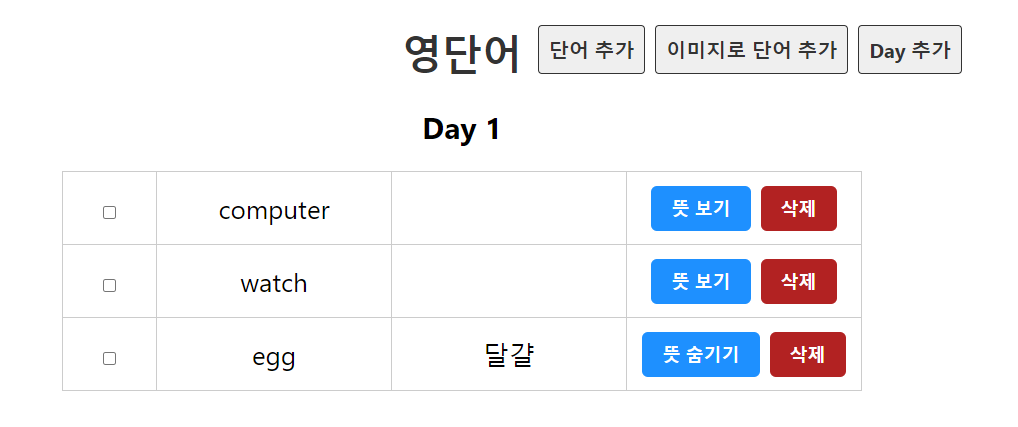 영단어 단어 추가 이미지로 단어 추가 Day 추가
Day 1
computer 뜻 보기 삭제
watch 뜻 보기 삭제
egg 달걀 뜻 숨기기 삭제